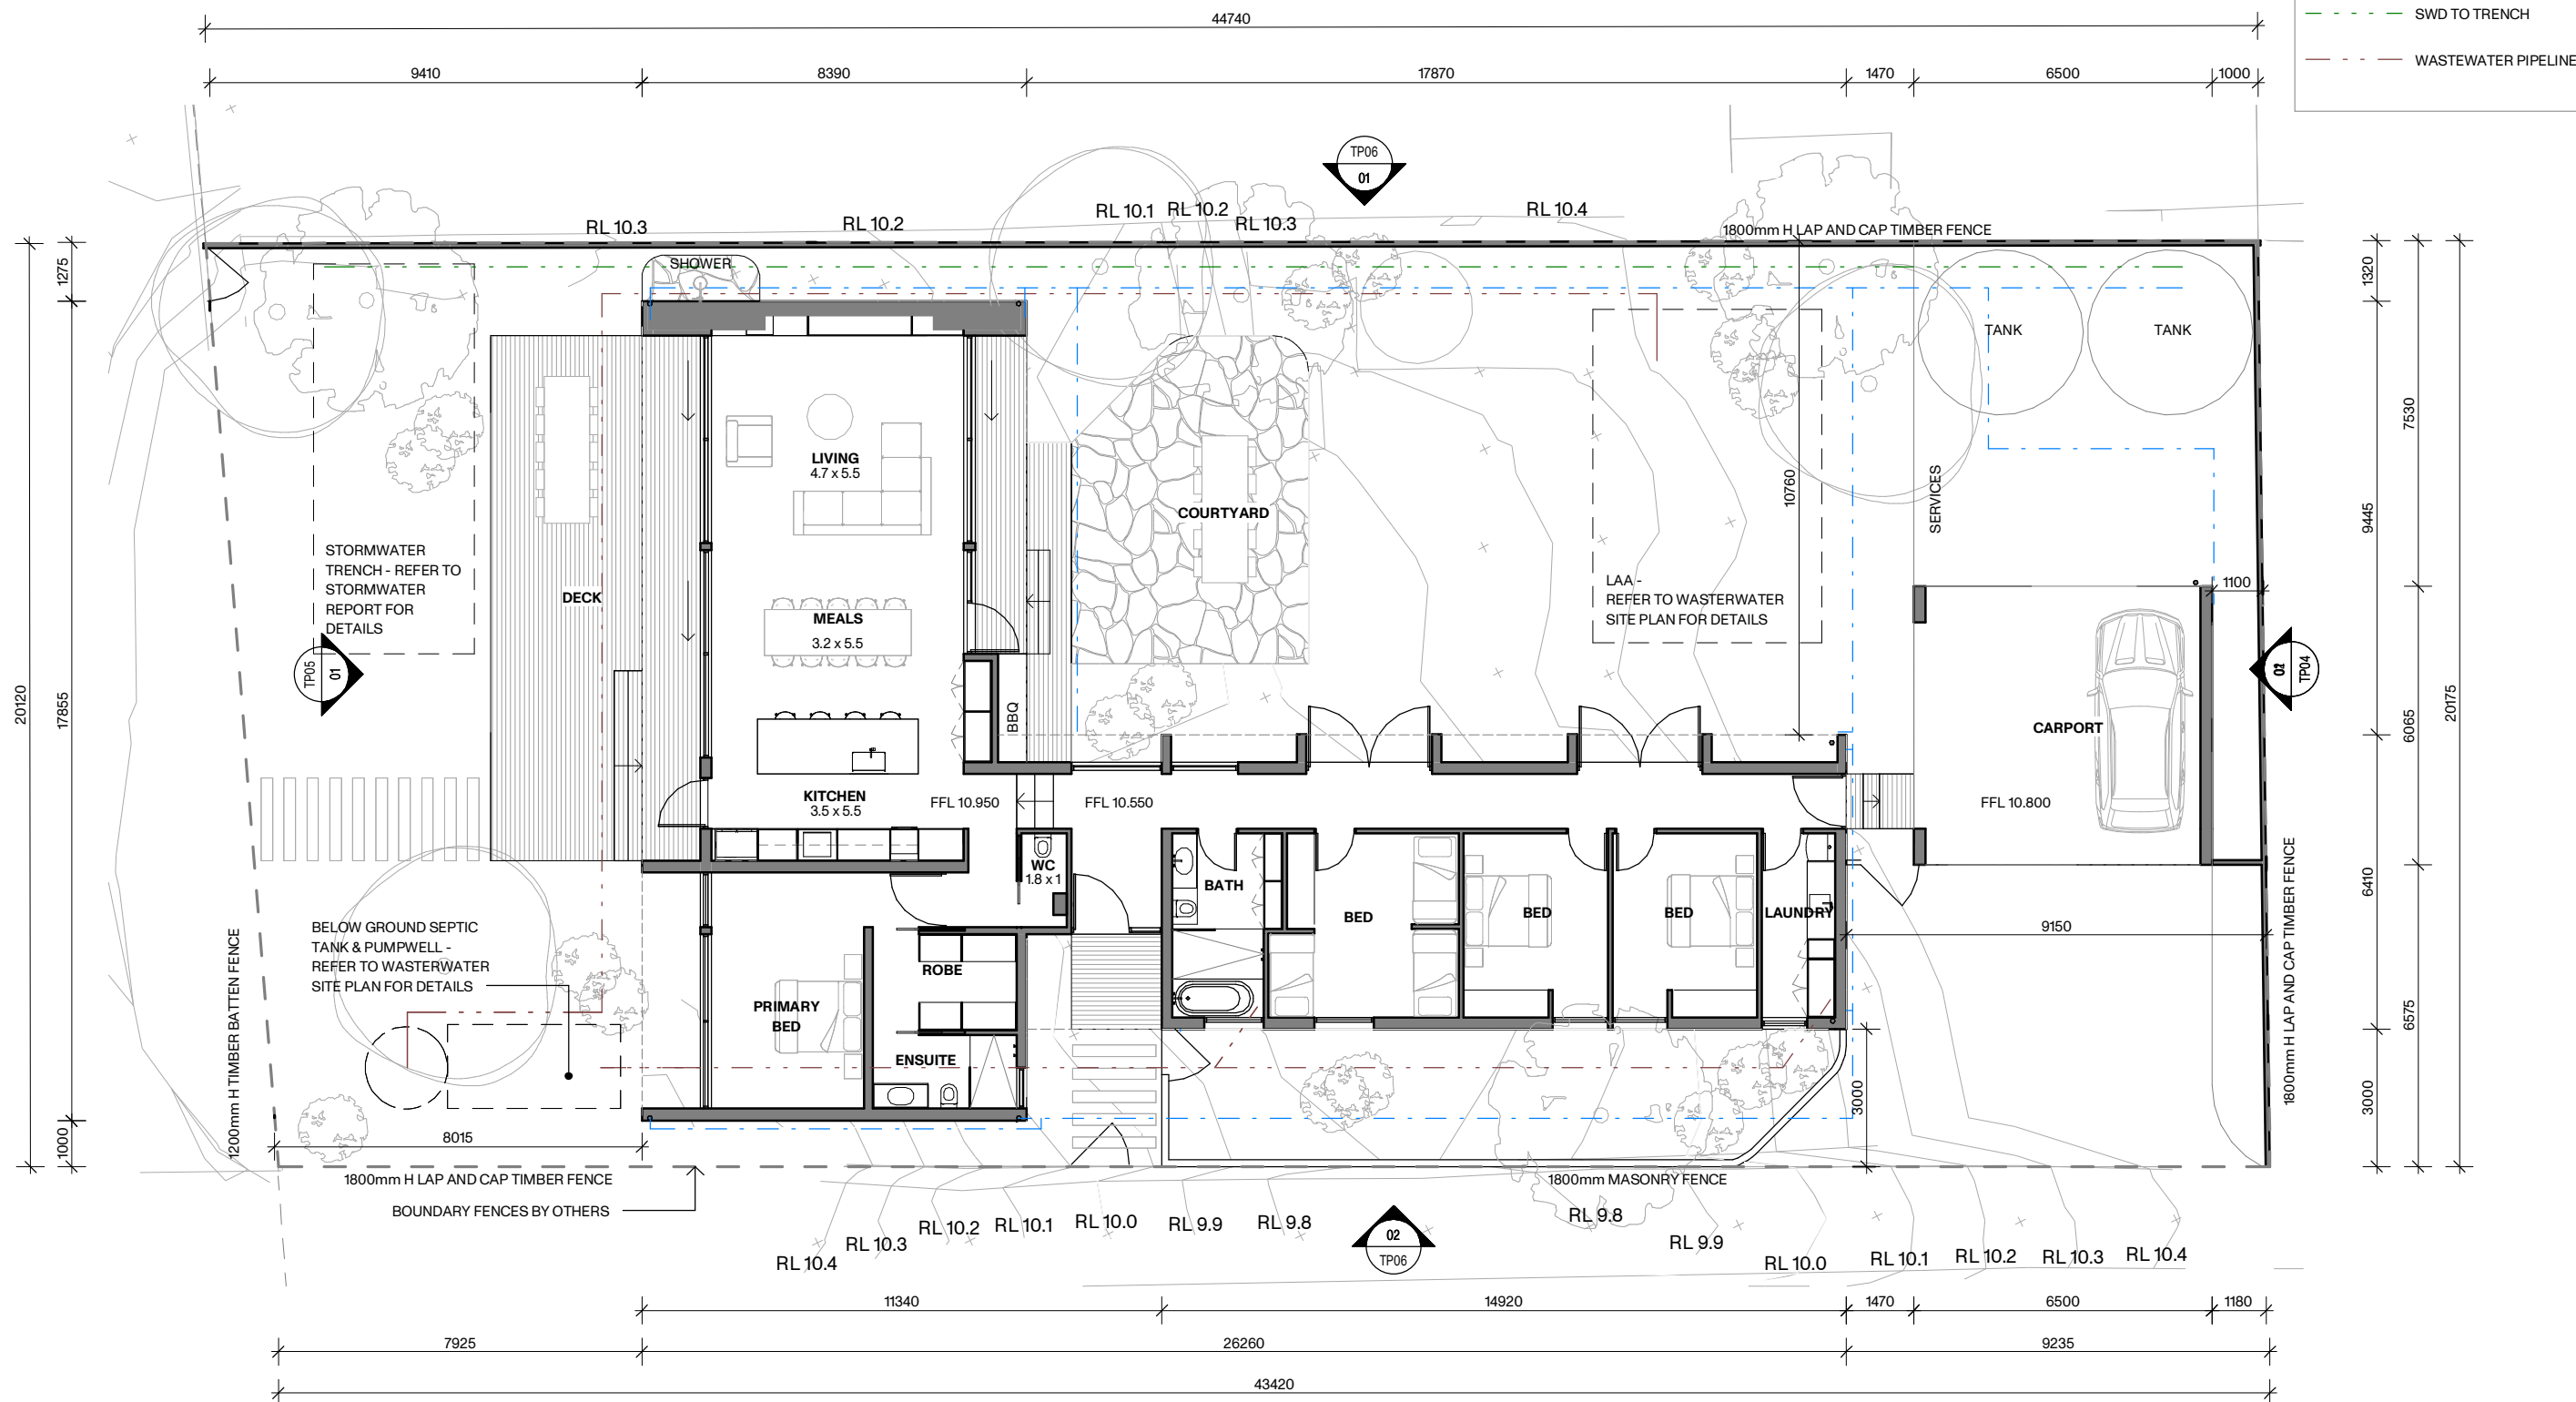 44740
SWD TO TRENCH
WASTEWATER PIPELINE
9410
8390
17870
1470
6500
1000
TP06
01
RL 10.3
RL 10.2
RL 10.1
RL 10.2
RL 10.3
RL 10.4
1800mm H LAP AND CAP TIMBER FENCE
1275
SHOWER
1320
TANK
TANK
7530
LIVING
4.7 x 5.5
COURTYARD
10760
SERVICES
9445
STORMWATER
TRENCH - REFER TO
STORMWATER
REPORT FOR
DETAILS
DECK
MEALS
3.2 x 5.5
LAA -
REFER TO WASTERWATER
SITE PLAN FOR DETAILS
1100
TP05
01
TP04
20120
17855
BBQ
CARPORT
6065
20175
KITCHEN
3.5 x 5.5
FFL 10.950
FFL 10.550
FFL 10.800
WC
1.8 x 1
BATH
BED
BED
BED
LAUNDRY
6410
9150
BELOW GROUND SEPTIC
TANK & PUMPWELL -
REFER TO WASTERWATER
SITE PLAN FOR DETAILS
ROBE
PRIMARY
BED
ENSUITE
1200mm H TIMBER BATTEN FENCE
1800mm H LAP AND CAP TIMBER FENCE
6575
3000
3000
1000
8015
1800mm H LAP AND CAP TIMBER FENCE
1800mm MASONRY FENCE
BOUNDARY FENCES BY OTHERS
RL 10.4
RL 10.3
RL 10.2
RL 10.1
RL 10.0
RL 9.9
RL 9.8
02
TP06
RL 9.8
RL 9.9
RL 10.0
RL 10.1
RL 10.2
RL 10.3
RL 10.4
11340
14920
1470
6500
1180
7925
26260
9235
43420